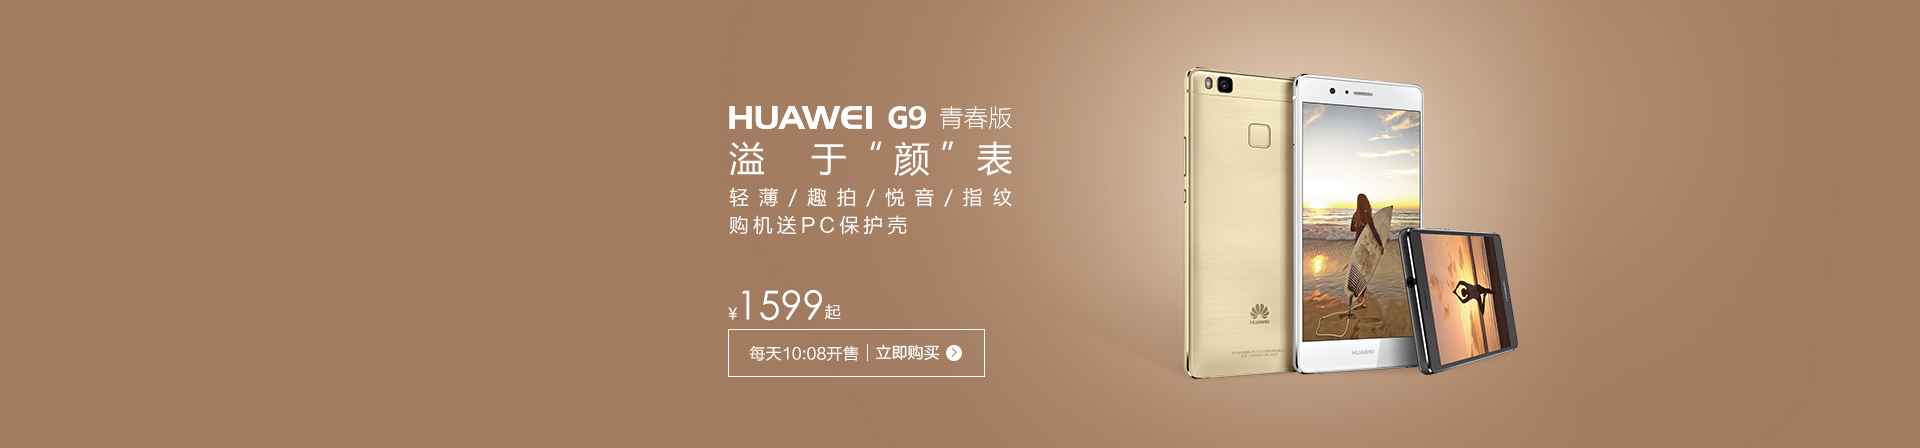 HUAWEI G9 青春版
溢 于“颜”表
轻薄/趣拍/悦音/指纹
购机送PC保护壳
¥1599起
每天10:08开售|立即购买
HUAWEI
HUAWEI